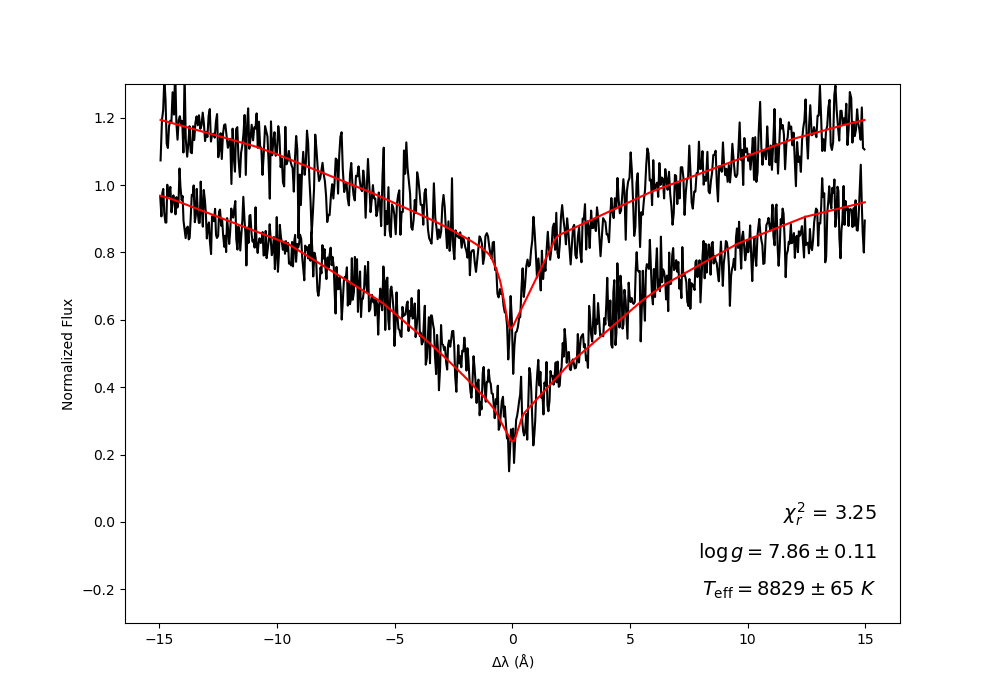 1.2
1.0
0.8
0.6
0.4
0.2
0.0
−0.2
Normalized Flux
χ²ᵣ = 3.25
log g = 7.86 ± 0.11
T_eff = 8829 ± 65 K
−15 −10 −5 0 5 10 15
Δλ (Å)